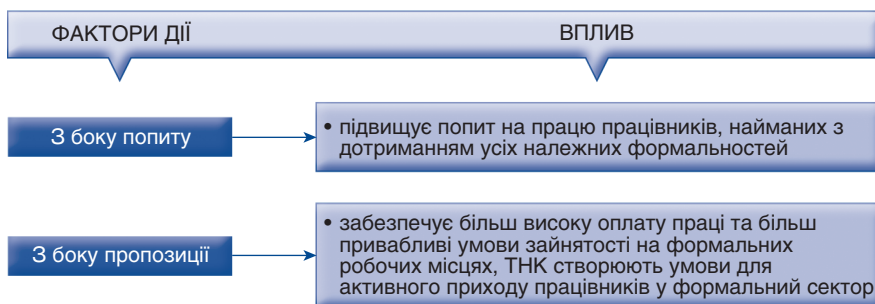 ФАКТОРИ ДІЇ
ВПЛИВ
З боку попиту
• підвищує попит на працю працівників, найманих з
дотриманням усіх належних формальностей
З боку пропозиції
• забезпечує більш високу оплату праці та більш
привабливі умови зайнятості на формальних
робочих місцях, ТНК створюють умови для
активного приходу працівників у формальний сектор